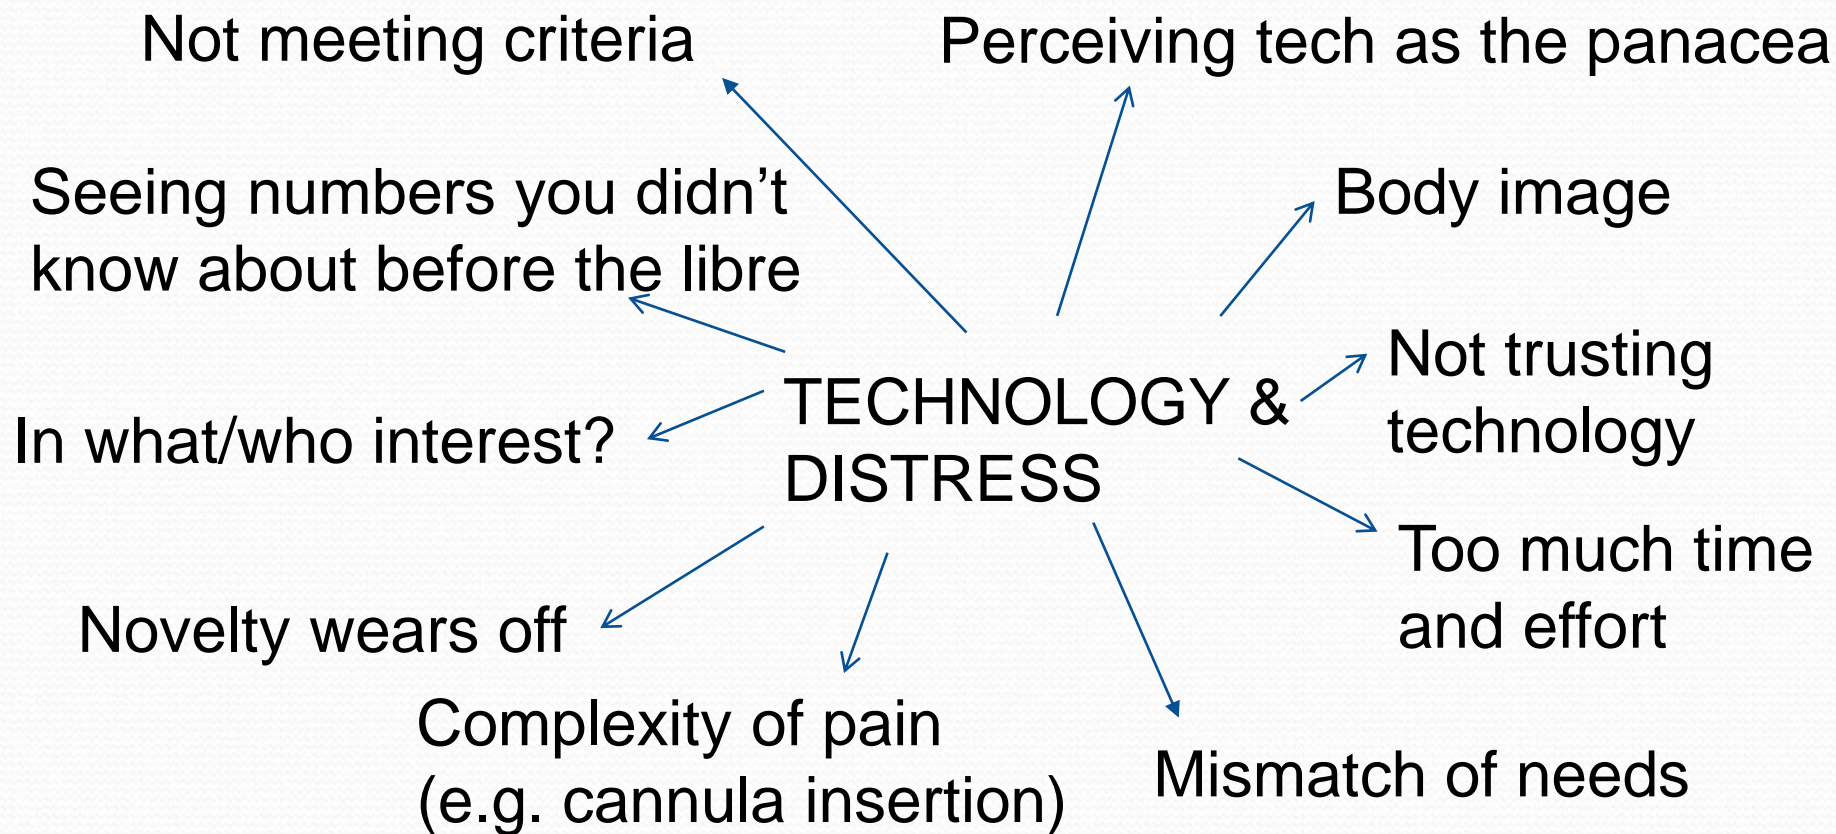 Not meeting criteria
Perceiving tech as the panacea
Seeing numbers you didn’t
know about before the libre
Body image
Not trusting
technology
TECHNOLOGY &
DISTRESS
In what/who interest?
Too much time
and effort
Novelty wears off
Complexity of pain
(e.g. cannula insertion)
Mismatch of needs